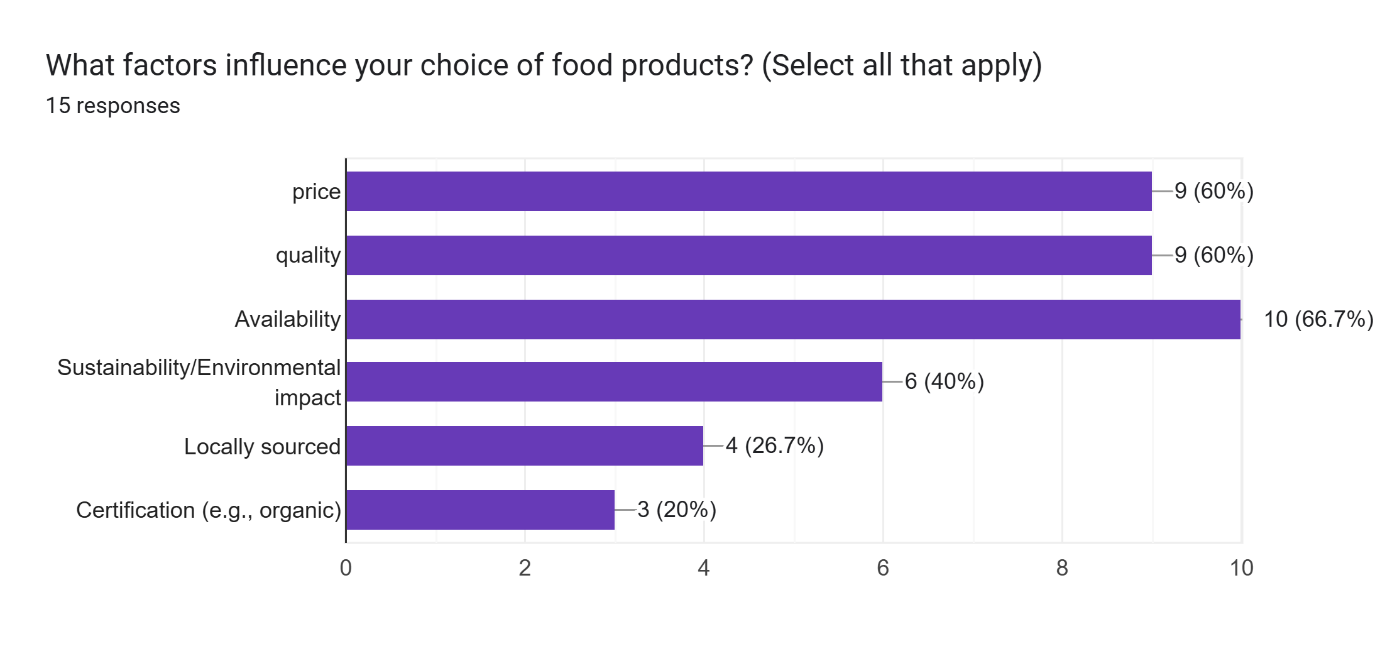 What factors influence your choice of food products? (Select all that apply)
15 responses
price
9 (60%)
quality
9 (60%)
Availability
10 (66.7%)
Sustainability/Environmental
impact
6 (40%)
Locally sourced
4 (26.7%)
Certification (e.g., organic)
3 (20%)
0 2 4 6 8 10